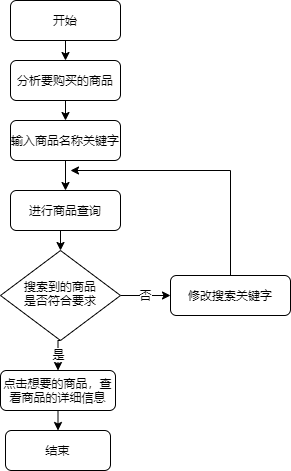 开始
分析要购买的商品
输入商品名称关键字
进行商品查询
搜索到的商品
是否符合要求
否
修改搜索关键字
是
点击想要的商品，查
看商品的详细信息
结束